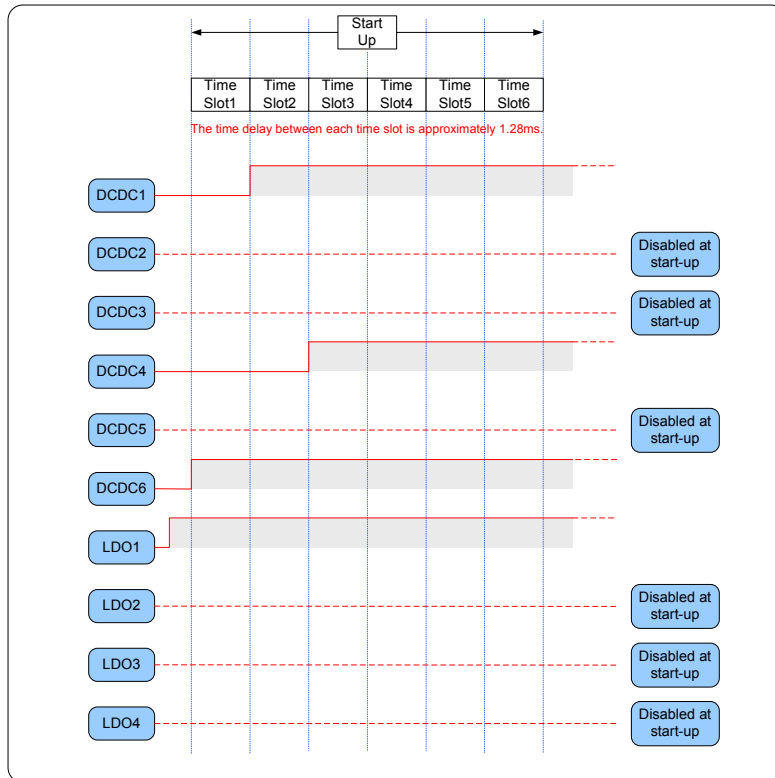 Start
Up
Time
Slot1
Time
Slot2
Time
Slot3
Time
Slot4
Time
Slot5
Time
Slot6
The time delay between each time slot is approximately 1.28ms.
DCDC1
DCDC2
Disabled at
start-up
DCDC3
Disabled at
start-up
DCDC4
DCDC5
Disabled at
start-up
DCDC6
LDO1
LDO2
Disabled at
start-up
LDO3
Disabled at
start-up
LDO4
Disabled at
start-up